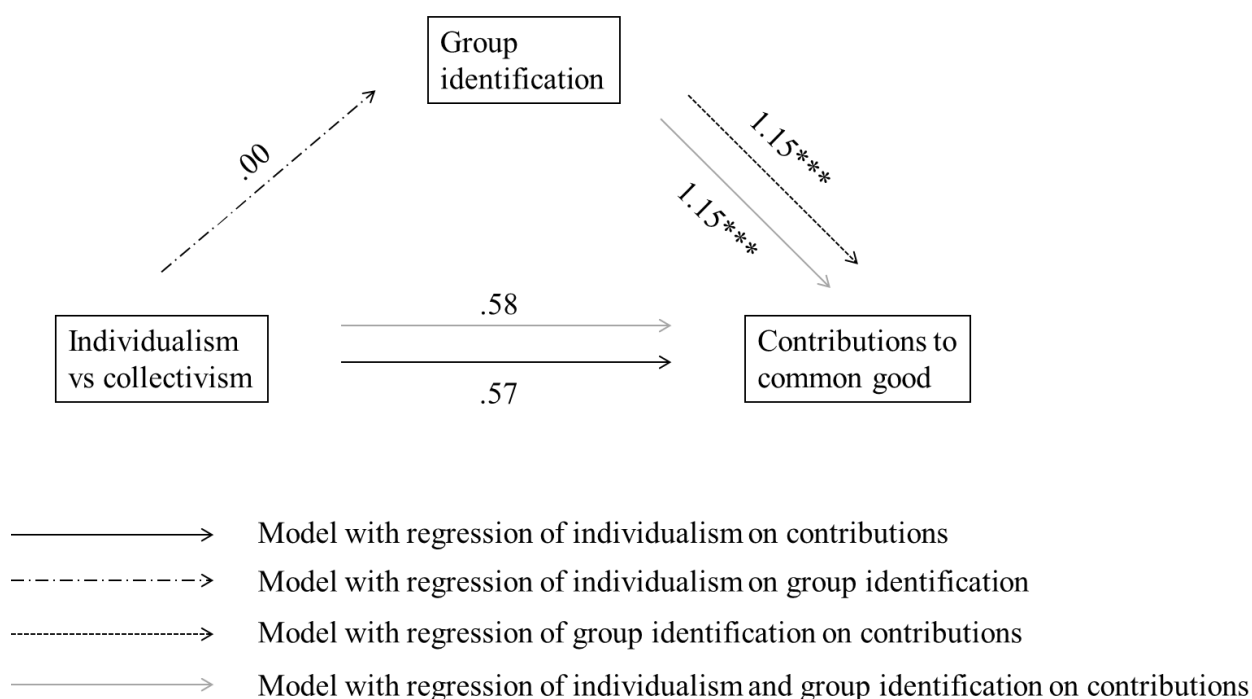 Group
identification
.00
1.15***
1.15***
.58
Individualism
vs collectivism
.57
Contributions to
common good
Model with regression of individualism on contributions
Model with regression of individualism on group identification
Model with regression of group identification on contributions
Model with regression of individualism and group identification on contributions